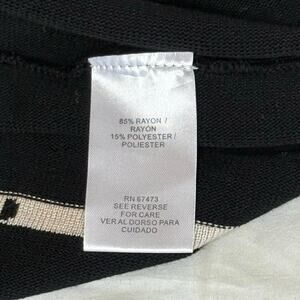 85% RAYON /
RAYÓN
15% POLYESTER /
POLIÉSTER
RN 67473
SEE REVERSE
FOR CARE
VER AL DORSO PARA
CUIDADO